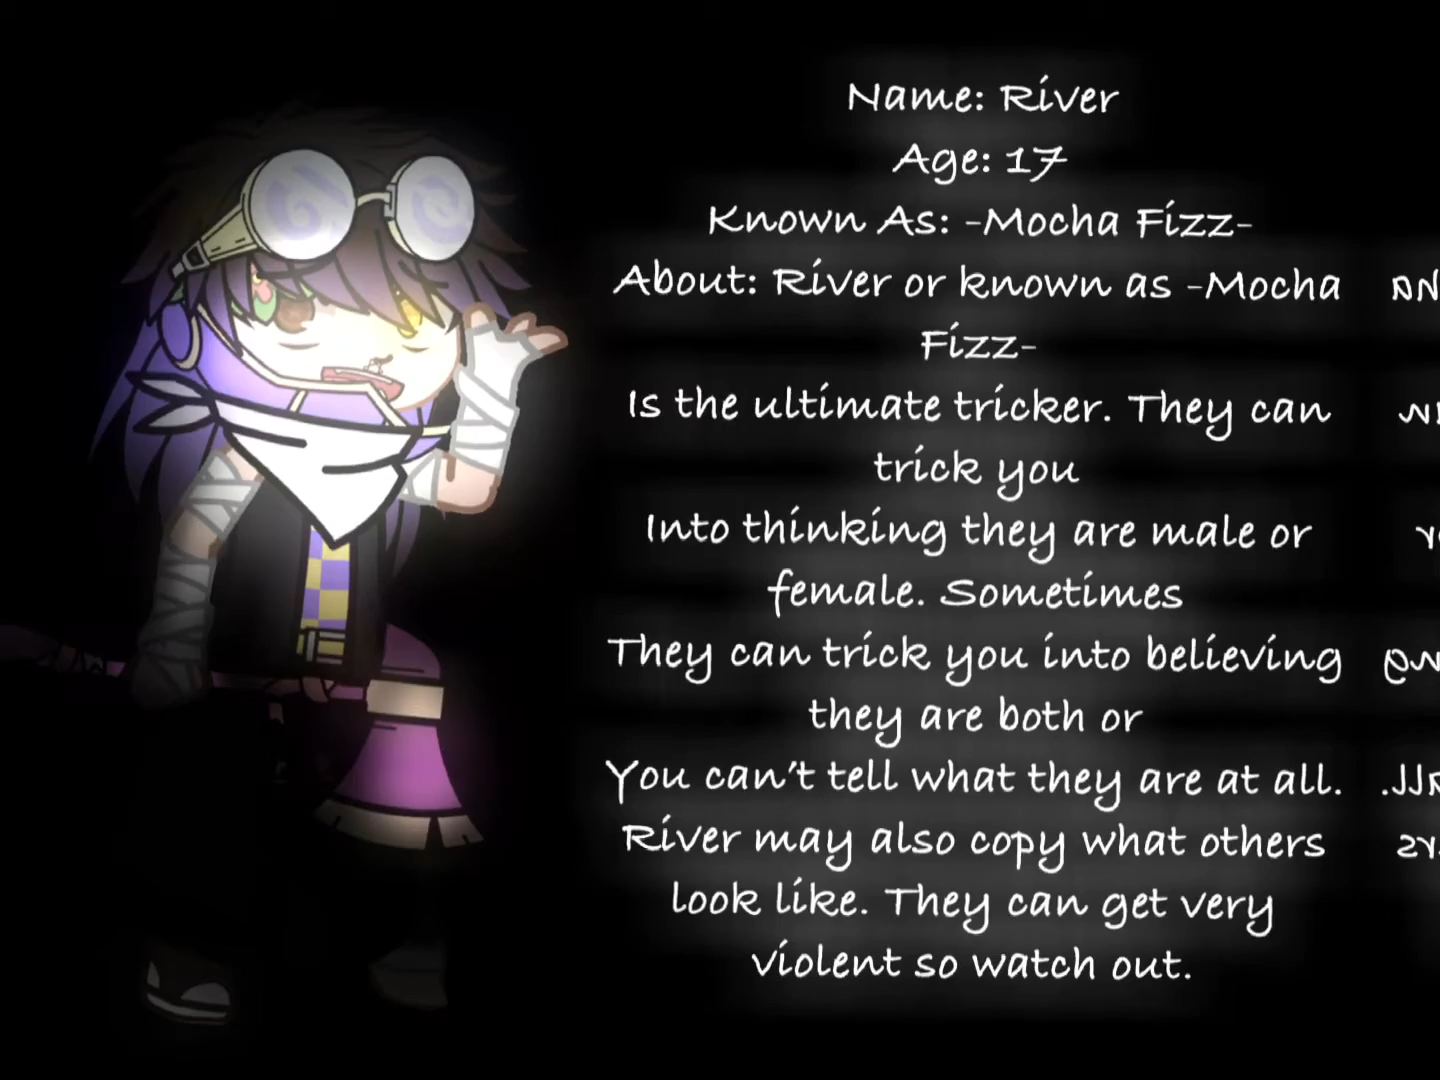 Name: River
Age: 17
Known As: -Mocha Fizz-
About: River or known as -Mocha
Fizz-
Is the ultimate tricker. They can
trick you
Into thinking they are male or
female. Sometimes
They can trick you into believing
they are both or
You can't tell what they are at all.
River may also copy what others
look like. They can get very
violent so watch out.